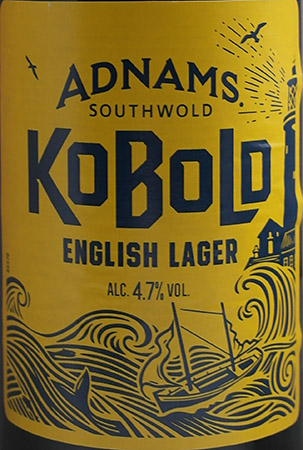 ADNAMS
SOUTHWOLD
KOBOLD
ENGLISH LAGER
ALC. 4.7% VOL.